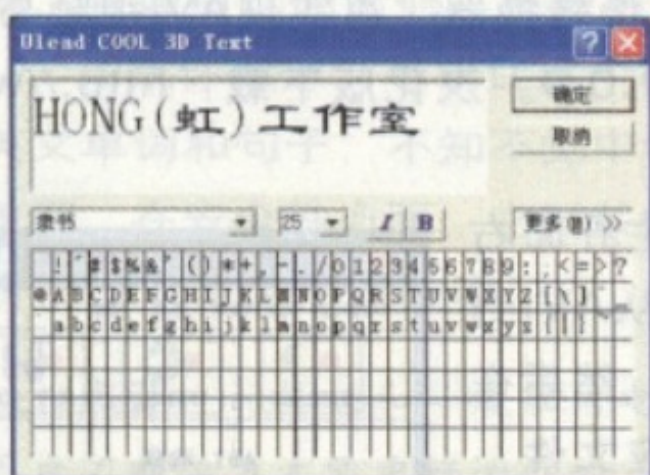 Ulead COOL 3D Text
HONG(虹)工作室
确定
取消
隶书
25
I
B
更多(M) >>
! " # $ % & ' ( ) * + , - . / 0 1 2 3 4 5 6 7 8 9 : ; < = > ?
@ A B C D E F G H I J K L M N O P Q R S T U V W X Y Z [ \ ] ^ _
a b c d e f g h i j k l m n o p q r s t u v w x y z { | } ~